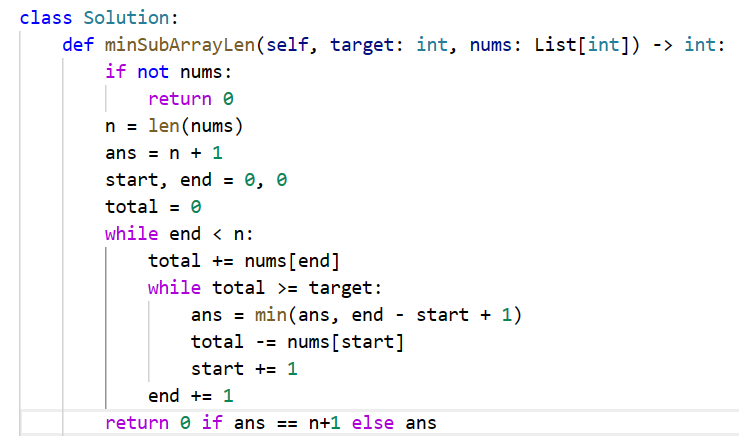 class Solution:
    def minSubArrayLen(self, target: int, nums: List[int]) -> int:
        if not nums:
            return 0
        n = len(nums)
        ans = n + 1
        start, end = 0, 0
        total = 0
        while end < n:
            total += nums[end]
            while total >= target:
                ans = min(ans, end - start + 1)
                total -= nums[start]
                start += 1
            end += 1
        return 0 if ans == n+1 else ans